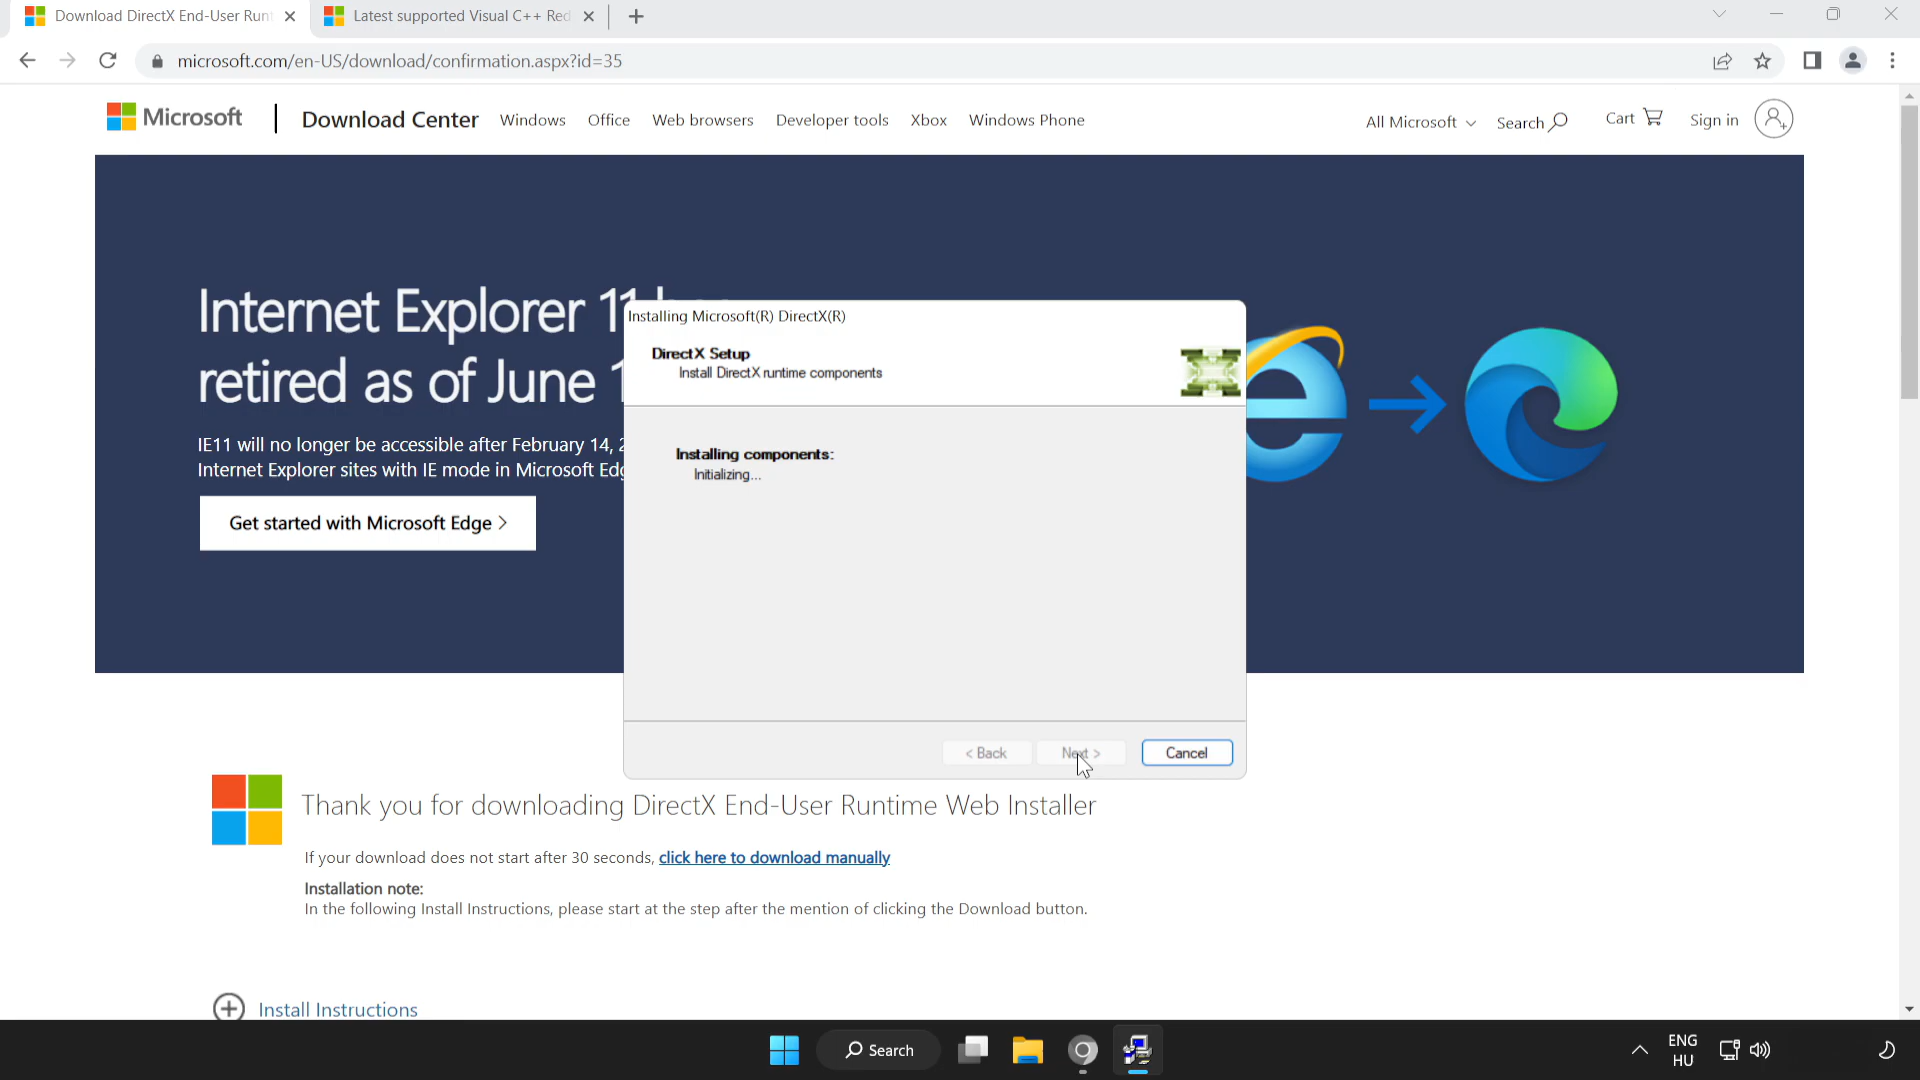 Download DirectX End-User Runt
Latest supported Visual C++ Red
microsoft.com/en-US/download/confirmation.aspx?id=35
Microsoft
Download Center
Windows
Office
Web browsers
Developer tools
Xbox
Windows Phone
All Microsoft
Search
Cart
Sign in
Internet Explorer 11
retired as of June 1
IE11 will no longer be accessible after February 14, 2
Internet Explorer sites with IE mode in Microsoft Edg
Get started with Microsoft Edge >
Installing Microsoft(R) DirectX(R)
DirectX Setup
Install DirectX runtime components
Installing components:
Initializing...
< Back
Next >
Cancel
Thank you for downloading DirectX End-User Runtime Web Installer
If your download does not start after 30 seconds, click here to download manually
Installation note:
In the following Install Instructions, please start at the step after the mention of clicking the Download button.
Install Instructions
Search
ENG
HU